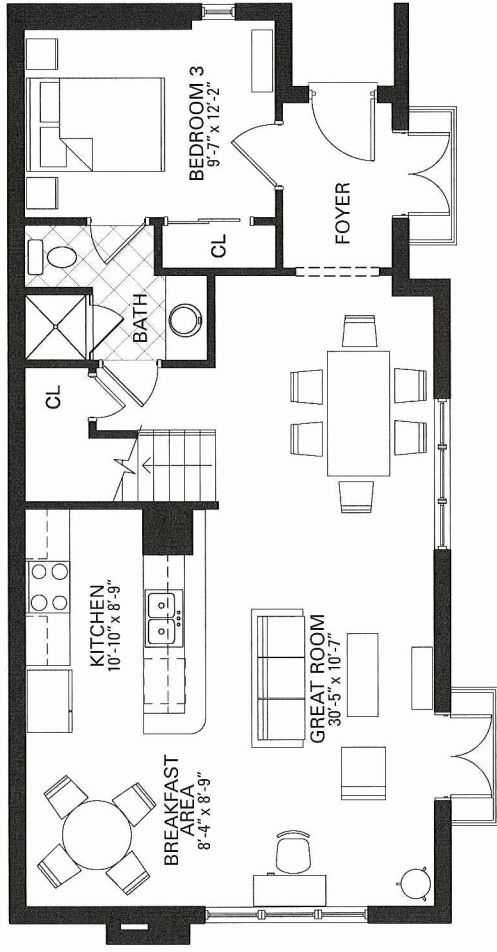 BEDROOM 3
9'-7" x 12'-2"
FOYER
CL
BATH
CL
KITCHEN
10'-10" x 8'-9"
GREAT ROOM
30'-5" x 10'-7"
BREAKFAST
AREA
8'-4" x 8'-9"